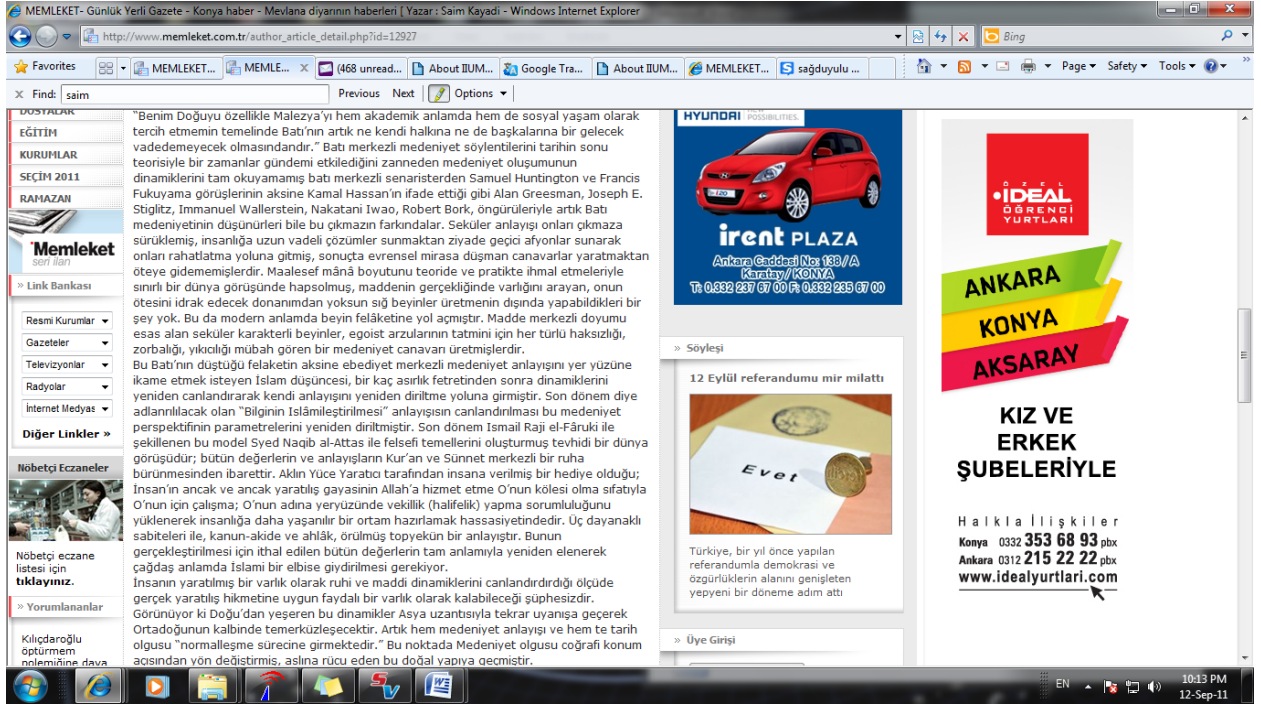 MEMLEKET- Günlük Yerli Gazete - Konya haber - Mevlana diyarının haberleri [ Yazar : Saim Kayadi - Windows Internet Explorer
http://www.memleket.com.tr/author_article_detail.php?id=12927
Bing
Favorites
MEMLEKET...
MEMLE...
(468 unread...
About IIUM...
Google Tra...
About IIUM...
MEMLEKET...
sağduyulu ...
Page
Safety
Tools
Find: saim
Previous Next Options
DOSYALAR
EĞİTİM
KURUMLAR
SEÇİM 2011
RAMAZAN
Memleket
seri ilan
» Link Bankası
Resmi Kurumlar
Gazeteler
Televizyonlar
Radyolar
İnternet Medyas
Diğer Linkler »
Nöbetçi Eczaneler
Nöbetçi eczane
listesi için
tıklayınız.
» Yorumlananlar
Kılıçdaroğlu
öptürmem
polemiğine dava
"Benim Doğuyu özellikle Malezya'yı hem akademik anlamda hem de sosyal yaşam olarak
tercih etmemin temelinde Batı'nın artık ne kendi halkına ne de başkalarına bir gelecek
vadedemeyecek olmasındandır." Batı merkezli medeniyet söylentilerini tarihin sonu
teorisiyle bir zamanlar gündemi etkilediğini zanneden medeniyet oluşumunun
dinamiklerini tam okuyamamış batı merkezli senaristerden Samuel Huntington ve Francis
Fukuyama görüşlerinin aksine Kamal Hassan'ın ifade ettiği gibi Alan Greesman, Joseph E.
Stiglitz, Immanuel Wallerstein, Nakatani Iwao, Robert Bork, öngürüleriyle artık Batı
medeniyetinin düşünürleri bile bu çıkmazın farkındalar. Seküler anlayışı onları çıkmaza
sürüklemiş, insanlığa uzun vadeli çözümler sunmaktan ziyade geçici afyonlar sunarak
onları rahatlatma yoluna gitmiş, sonuçta evrensel mirasa düşman canavarlar yaratmaktan
öteye gidememişlerdir. Maalesef mânâ boyutunu teoride ve pratikte ihmal etmeleriyle
sınırlı bir dünya görüşünde hapsolmuş, maddenin gerçekliğinde varlığını arayan, onun
ötesini idrak edecek donanımdan yoksun sığ beyinler üretmenin dışında yapabildikleri bir
şey yok. Bu da modern anlamda beyin felâketine yol açmıştır. Madde merkezli doyumu
esas alan seküler karakterli beyinler, egoist arzularının tatmini için her türlü haksızlığı,
zorbalığı, yıkıcılığı mübah gören bir medeniyet canavarı üretmişlerdir.
Bu Batı'nın düştüğü felaketin aksine ebediyet merkezli medeniyet anlayışını yer yüzüne
ikame etmek isteyen İslam düşüncesi, bir kaç asırlık fetretinden sonra dinamiklerini
yeniden canlandırarak kendi anlayışını yeniden diriltme yoluna girmiştir. Son dönem diye
adlanrılılacak olan "Bilginin Islâmileştirilmesi" anlayışısın canlandırılması bu medeniyet
perspektifinin parametrelerini yeniden diriltmiştir. Son dönem Ismail Raji el-Fâruki ile
şekillenen bu model Syed Naqib al-Attas ile felsefi temellerini oluşturmuş tevhidi bir dünya
görüşüdür; bütün değerlerin ve anlayışların Kur'an ve Sünnet merkezli bir ruha
bürünmesinden ibarettir. Aklın Yüce Yaratıcı tarafından insana verilmiş bir hediye olduğu;
İnsan'ın ancak ve ancak yaratılış gayasinin Allah'a hizmet etme O'nun kölesi olma sıfatıyla
O'nun için çalışma; O'nun adına yeryüzünde vekillik (halifelik) yapma sorumluluğunu
yüklenerek insanlığa daha yaşanılır bir ortam hazırlamak hassasiyetindedir. Üç dayanaklı
sabiteleri ile, kanun-akide ve ahlâk, örülmüş topyekün bir anlayıştır. Bunun
gerçekleştirilmesi için ithal edilen bütün değerlerin tam anlamıyla yeniden elenerek
çağdaş anlamda İslami bir elbise giydirilmesi gerekiyor.
İnsanın yaratılmış bir varlık olarak ruhi ve maddi dinamiklerini canlandırdırdığı ölçüde
gerçek yaratılış hikmetine uygun faydalı bir varlık olarak kalabileceği şüphesizdir.
Görünüyor ki Doğu'dan yeşeren bu dinamikler Asya uzantısıyla tekrar uyanışa geçerek
Ortadoğunun kalbinde temerküzleşecektir. Artık hem medeniyet anlayışı ve hem te tarih
olgusu "normalleşme sürecine girmektedir." Bu noktada Medeniyet olgusu coğrafi konum
açısından yön değiştirmiş, aslına rücu eden bu doğal yapıya geçmiştir.
HYUNDAI NEW POSSIBILITIES.
i20
irent PLAZA
Ankara Caddesi No: 138/A
Karatay/KONYA
T: 0.332 237 67 00 F: 0.332 235 67 00
» Söyleşi
12 Eylül referandumu mir milattı
Evet
Türkiye, bir yıl önce yapılan
referandumla demokrasi ve
özgürlüklerin alanını genişleten
yepyeni bir döneme adım attı
» Üye Girişi
ÖZEL
İDEAL
ÖĞRENCİ
YURTLARI
ANKARA
KONYA
AKSARAY
KIZ VE
ERKEK
ŞUBELERİYLE
Halkla İlişkiler
Konya 0332 353 68 93 pbx
Ankara 0312 215 22 22 pbx
www.idealyurtlari.com
EN
10:13 PM
12-Sep-11